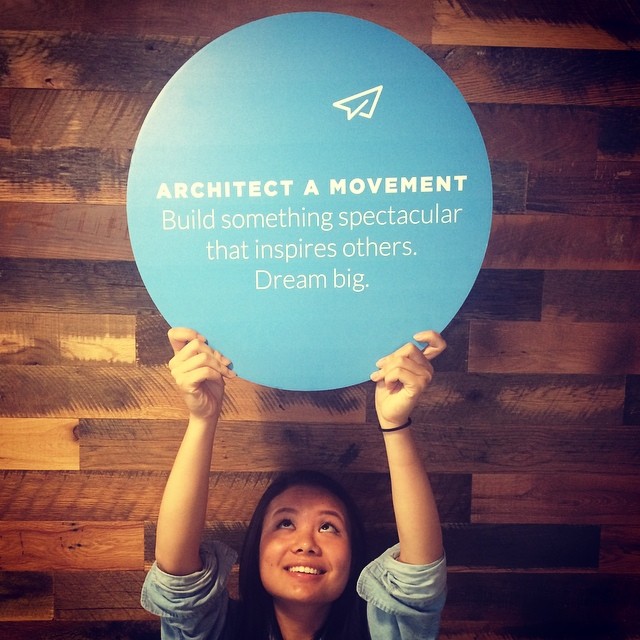 ARCHITECT A MOVEMENT
Build something spectacular
that inspires others.
Dream big.